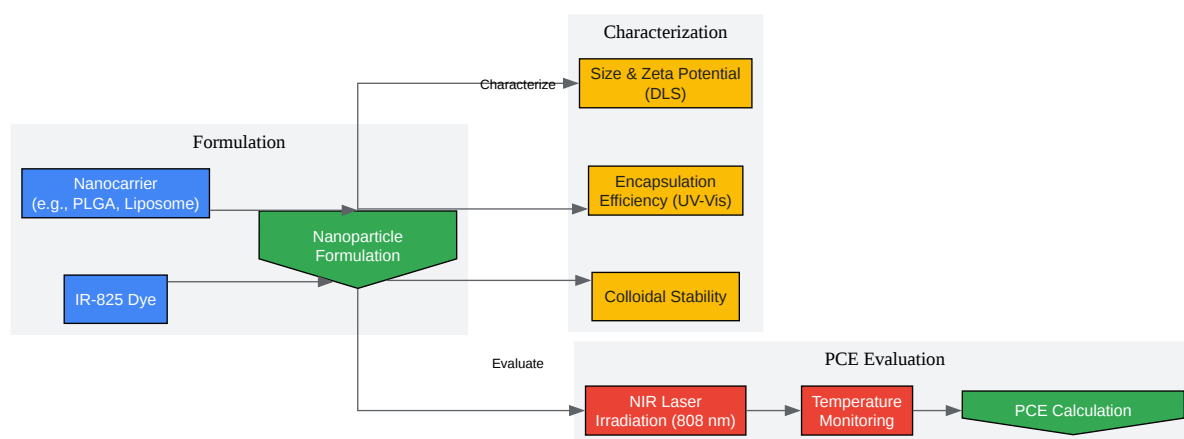 Characterization
Size & Zeta Potential
(DLS)
Characterize
Formulation
Nanocarrier
(e.g., PLGA, Liposome)
Encapsulation
Efficiency (UV-Vis)
Nanoparticle
Formulation
IR-825 Dye
Colloidal Stability
Evaluate
PCE Evaluation
NIR Laser
Irradiation (808 nm)
Temperature
Monitoring
PCE Calculation